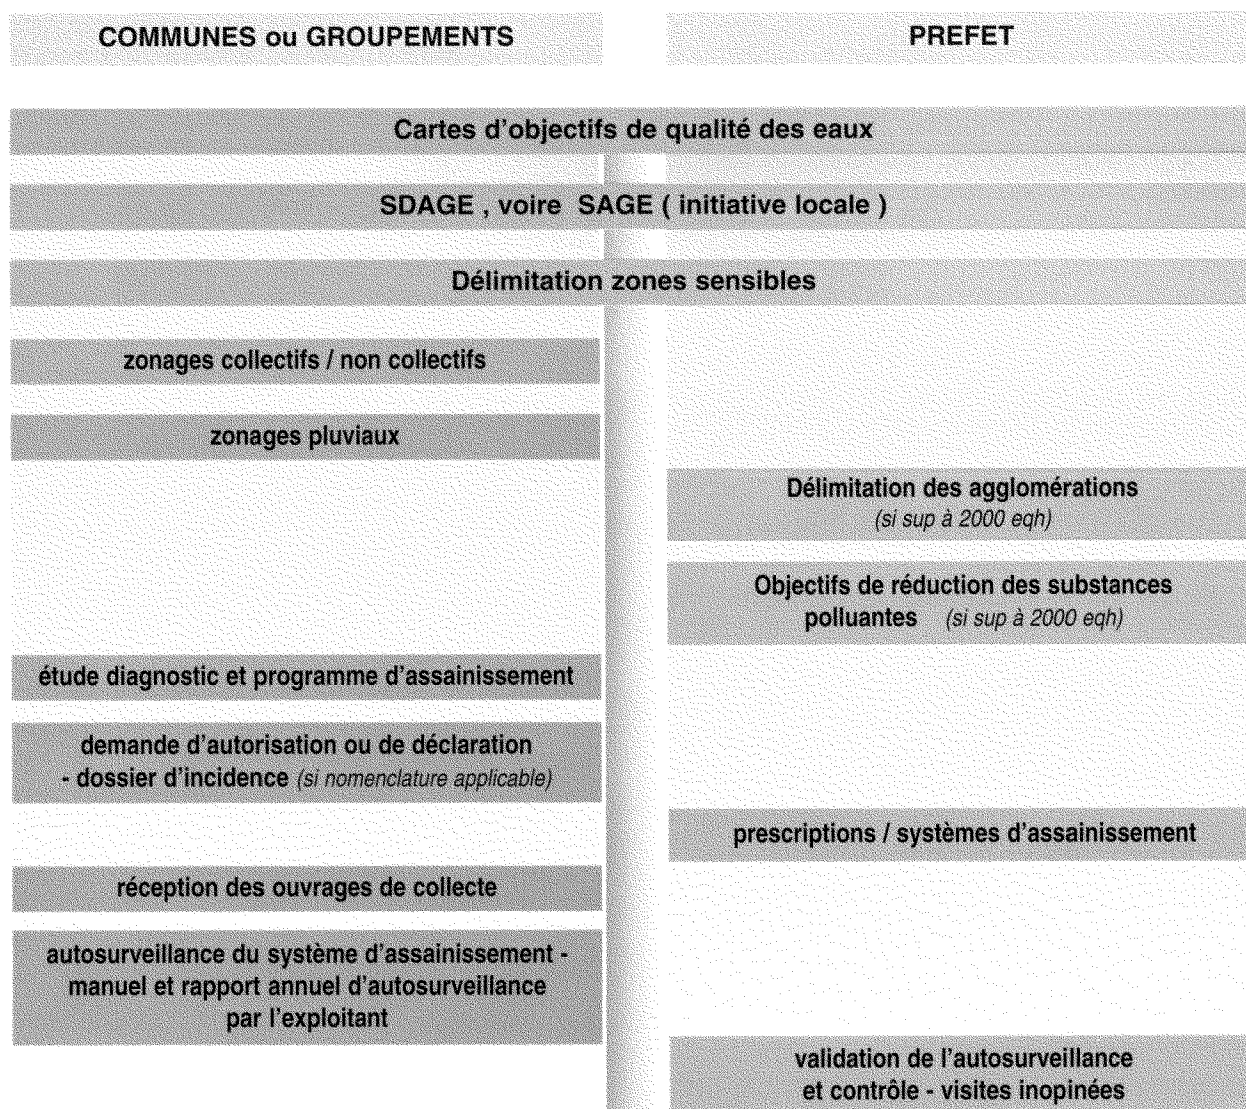 COMMUNES ou GROUPEMENTS
PREFET
Cartes d'objectifs de qualité des eaux
SDAGE , voire SAGE ( initiative locale )
Délimitation zones sensibles
zonages collectifs / non collectifs
zonages pluviaux
Délimitation des agglomérations
(si sup à 2000 eqh)
Objectifs de réduction des substances
polluantes (si sup à 2000 eqh)
étude diagnostic et programme d'assainissement
demande d'autorisation ou de déclaration
- dossier d'incidence (si nomenclature applicable)
prescriptions / systèmes d'assainissement
réception des ouvrages de collecte
autosurveillance du système d'assainissement -
manuel et rapport annuel d'autosurveillance
par l'exploitant
validation de l'autosurveillance
et contrôle - visites inopinées